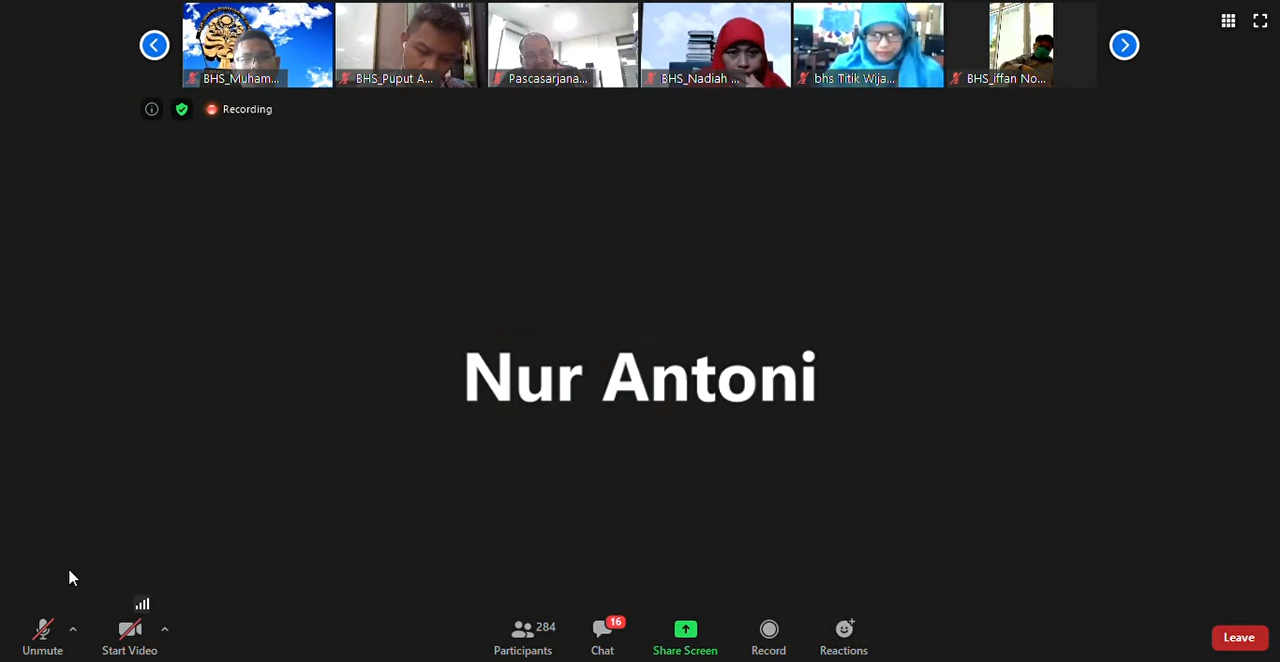 BHS_Muham...
BHS_Puput A...
Pascasarjana...
BHS_Nadiah ...
bhs Titik Wija...
BHS_iffan No...
Recording
Nur Antoni
Unmute
Start Video
284
Participants
16
Chat
Share Screen
Record
Reactions
Leave